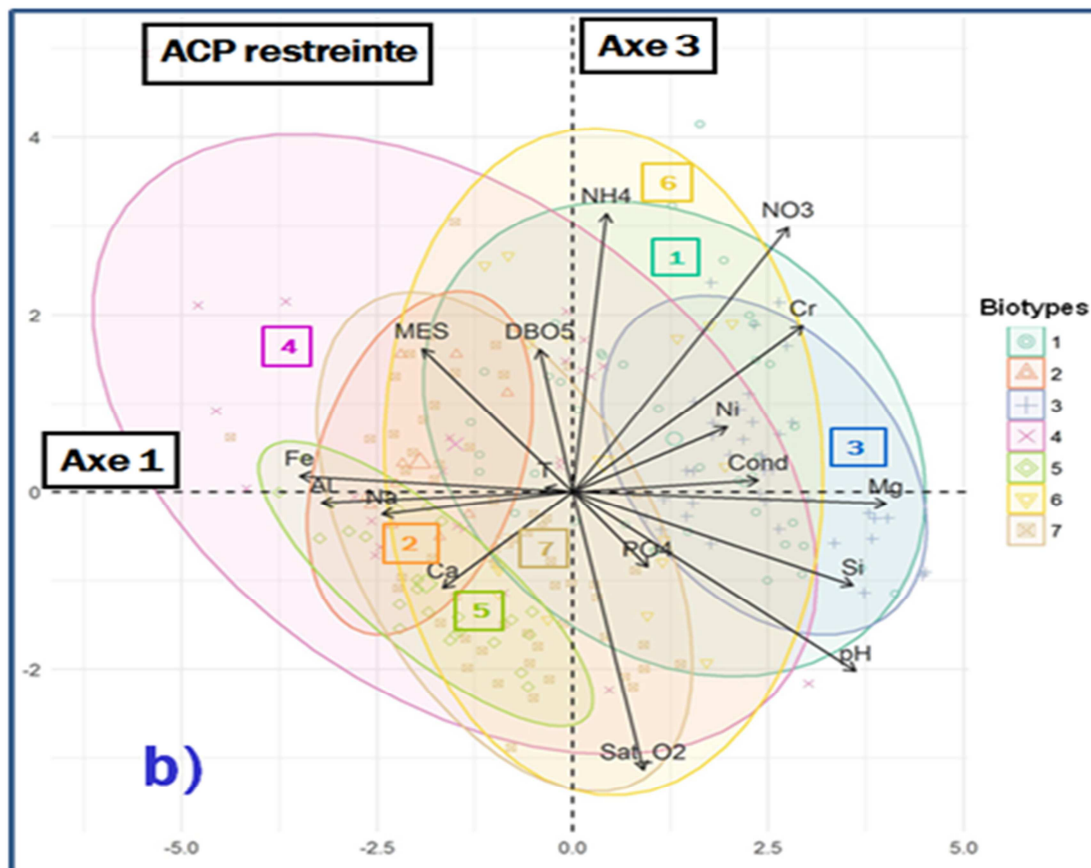 ACP restreinte
Axe 3
4
6
NH4
NO3
1
2
Cr
MES
DBO5
4
Biotypes
1
2
3
4
5
6
7
Ni
3
Axe 1
Fe
T
Cond
0
Al
Na
Mg
2
7
PO4
Ca
Si
5
pH
-2
Sat_O2
b)
-5.0
-2.5
0.0
2.5
5.0